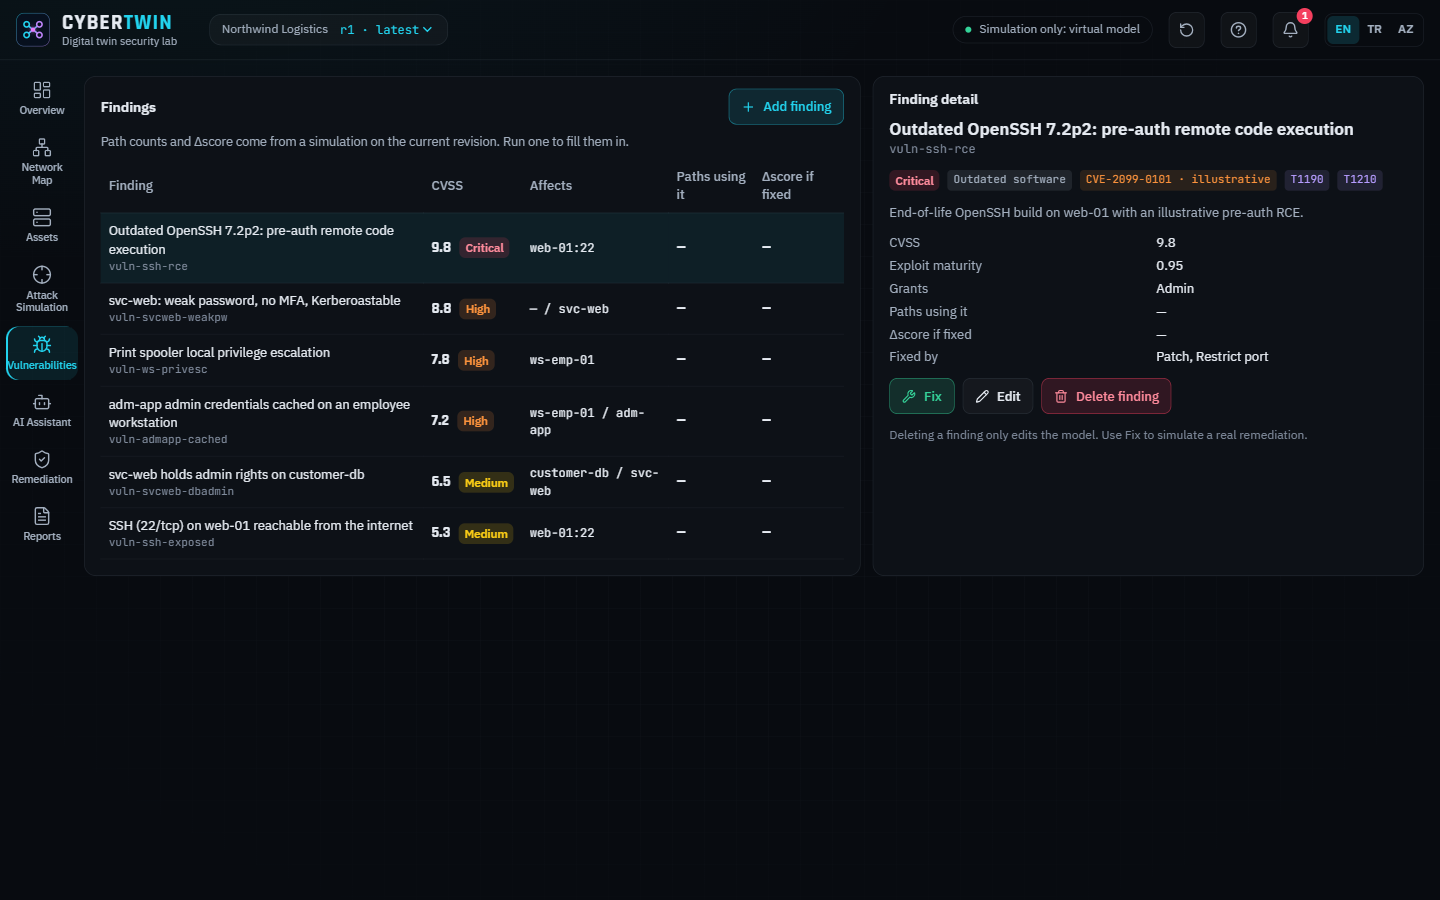 CYBERTWIN
Digital twin security lab
Northwind Logistics r1 · latest
Simulation only: virtual model
1
EN TR AZ
Overview
Network
Map
Assets
Attack
Simulation
Vulnerabilities
AI Assistant
Remediation
Reports
Findings
+ Add finding
Path counts and Δscore come from a simulation on the current revision. Run one to fill them in.
Finding CVSS Affects Paths using it Δscore if fixed
Outdated OpenSSH 7.2p2: pre-auth remote code
execution
vuln-ssh-rce
9.8 Critical web-01:22 — —
svc-web: weak password, no MFA, Kerberoastable
vuln-svcweb-weakpw
8.8 High — / svc-web — —
Print spooler local privilege escalation
vuln-ws-privesc
7.8 High ws-emp-01 — —
adm-app admin credentials cached on an employee
workstation
vuln-admapp-cached
7.2 High ws-emp-01 / adm-
app — —
svc-web holds admin rights on customer-db
vuln-svcweb-dbadmin
6.5 Medium customer-db / svc-
web — —
SSH (22/tcp) on web-01 reachable from the internet
vuln-ssh-exposed
5.3 Medium web-01:22 — —
Finding detail
Outdated OpenSSH 7.2p2: pre-auth remote code execution
vuln-ssh-rce
Critical Outdated software CVE-2099-0101 · illustrative T1190 T1210
End-of-life OpenSSH build on web-01 with an illustrative pre-auth RCE.
CVSS 9.8
Exploit maturity 0.95
Grants Admin
Paths using it —
Δscore if fixed —
Fixed by Patch, Restrict port
Fix Edit Delete finding
Deleting a finding only edits the model. Use Fix to simulate a real remediation.